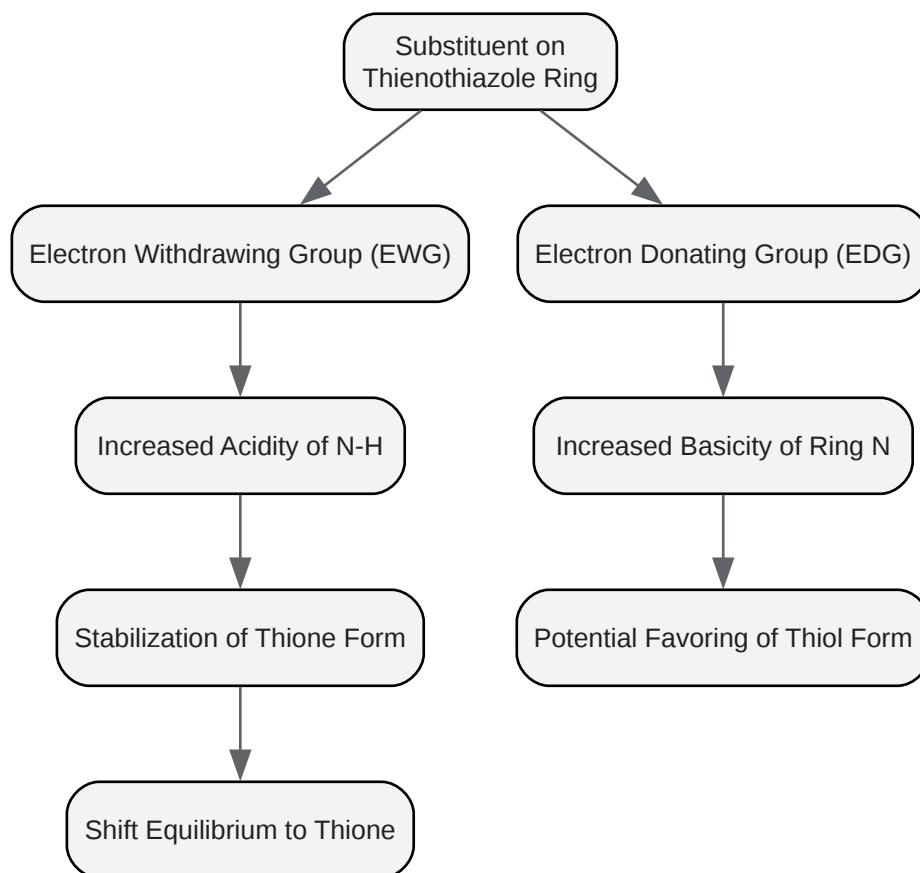 Substituent on
Thienothiazole Ring
Electron Withdrawing Group (EWG)
Electron Donating Group (EDG)
Increased Acidity of N-H
Increased Basicity of Ring N
Stabilization of Thione Form
Potential Favoring of Thiol Form
Shift Equilibrium to Thione